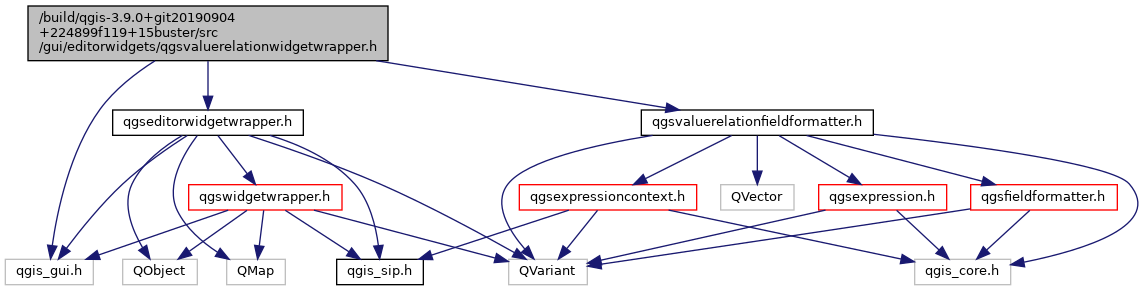 /build/qgis-3.9.0+git20190904
+224899f119+15buster/src
/gui/editorwidgets/qgsvaluerelationwidgetwrapper.h
qgseditorwidgetwrapper.h
qgsvaluerelationfieldformatter.h
qgswidgetwrapper.h
qgsexpressioncontext.h
QVector
qgsexpression.h
qgsfieldformatter.h
qgis_gui.h
QObject
QMap
qgis_sip.h
QVariant
qgis_core.h